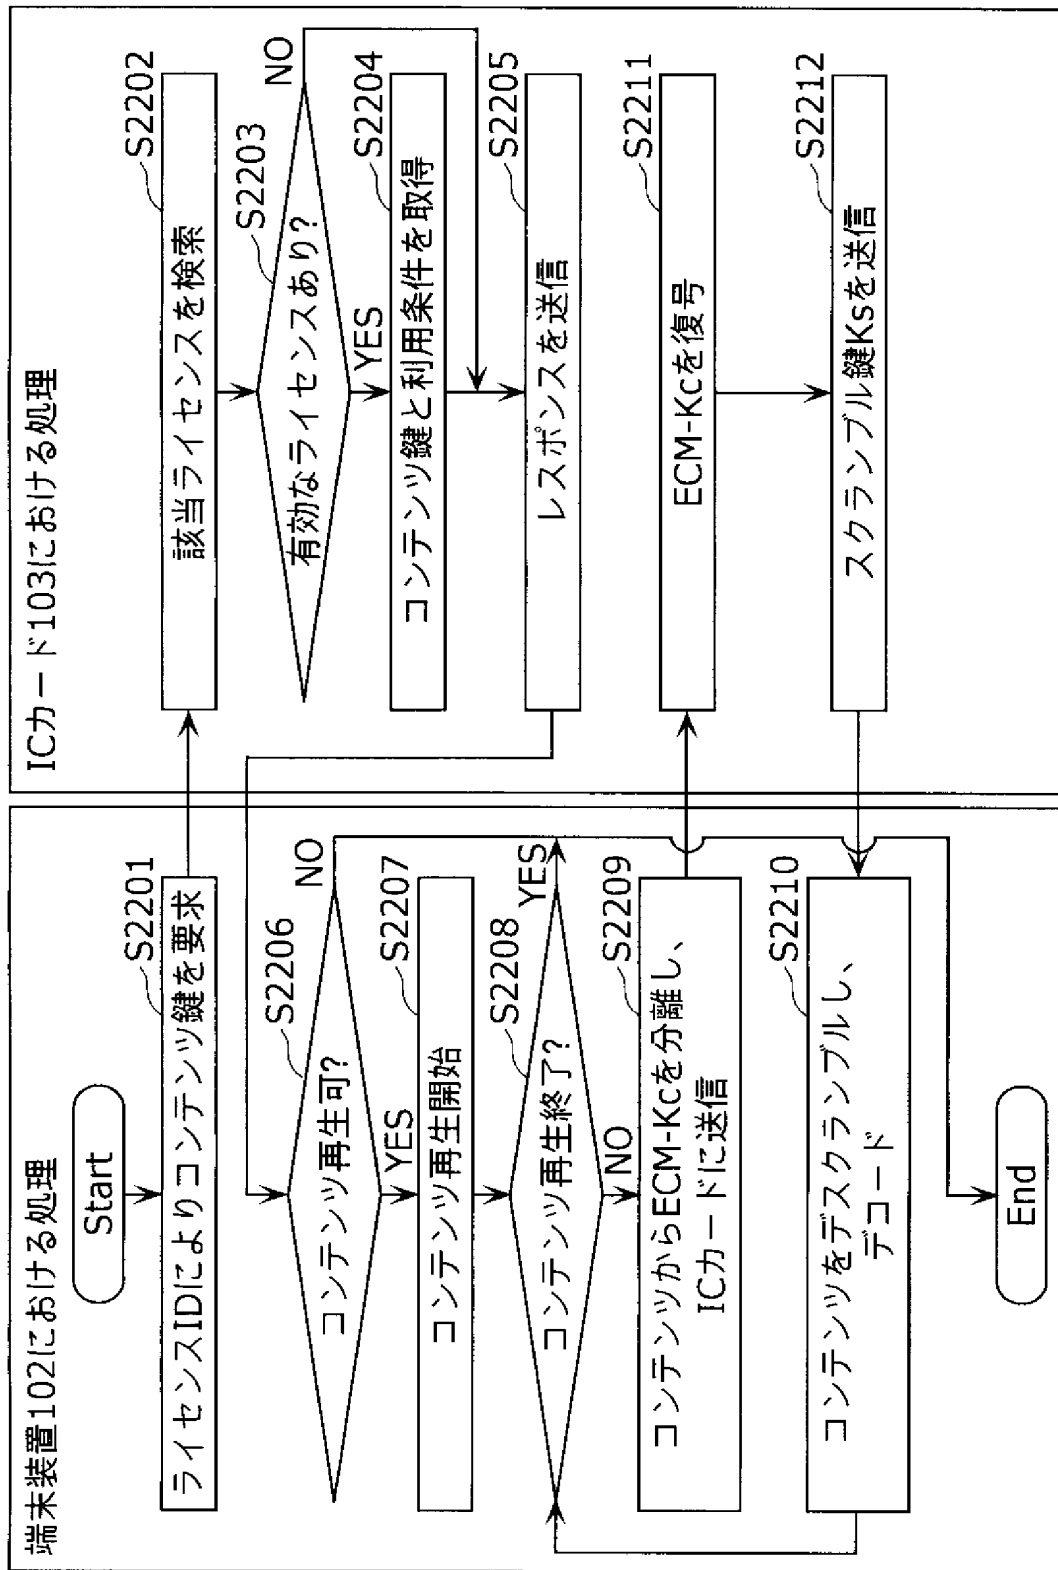 端末装置102における処理
Start
S2201
ライセンスIDによりコンテンツ鍵を要求
S2206
コンテンツ再生可?
NO
YES
S2207
コンテンツ再生開始
S2208
コンテンツ再生終了?
YES
NO
S2209
コンテンツからECM-Kcを分離し、
ICカードに送信
S2210
コンテンツをデスクランブルし、
デコード
End
ICカード103における処理
S2202
該当ライセンスを検索
S2203
有効なライセンスあり?
NO
YES
S2204
コンテンツ鍵と利用条件を取得
S2205
レスポンスを送信
S2211
ECM-Kcを復号
S2212
スクランブル鍵Ksを送信